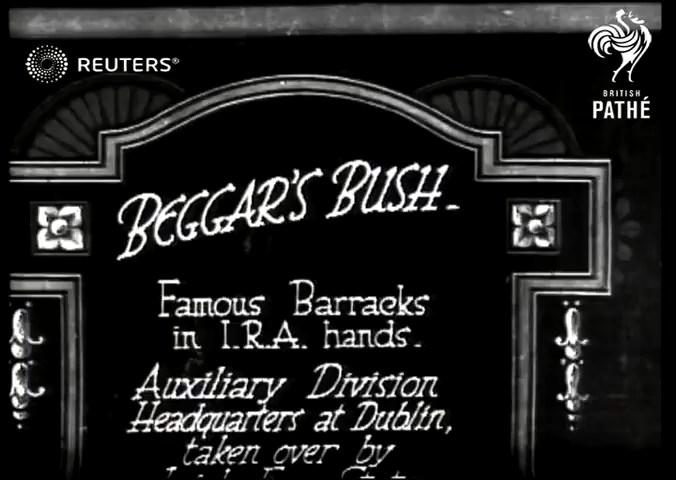 REUTERS®
BRITISH
PATHÉ
BEGGAR'S BUSH.
Famous Barracks
in I.R.A. hands.
Auxiliary Division
Headquarters at Dublin,
taken over by